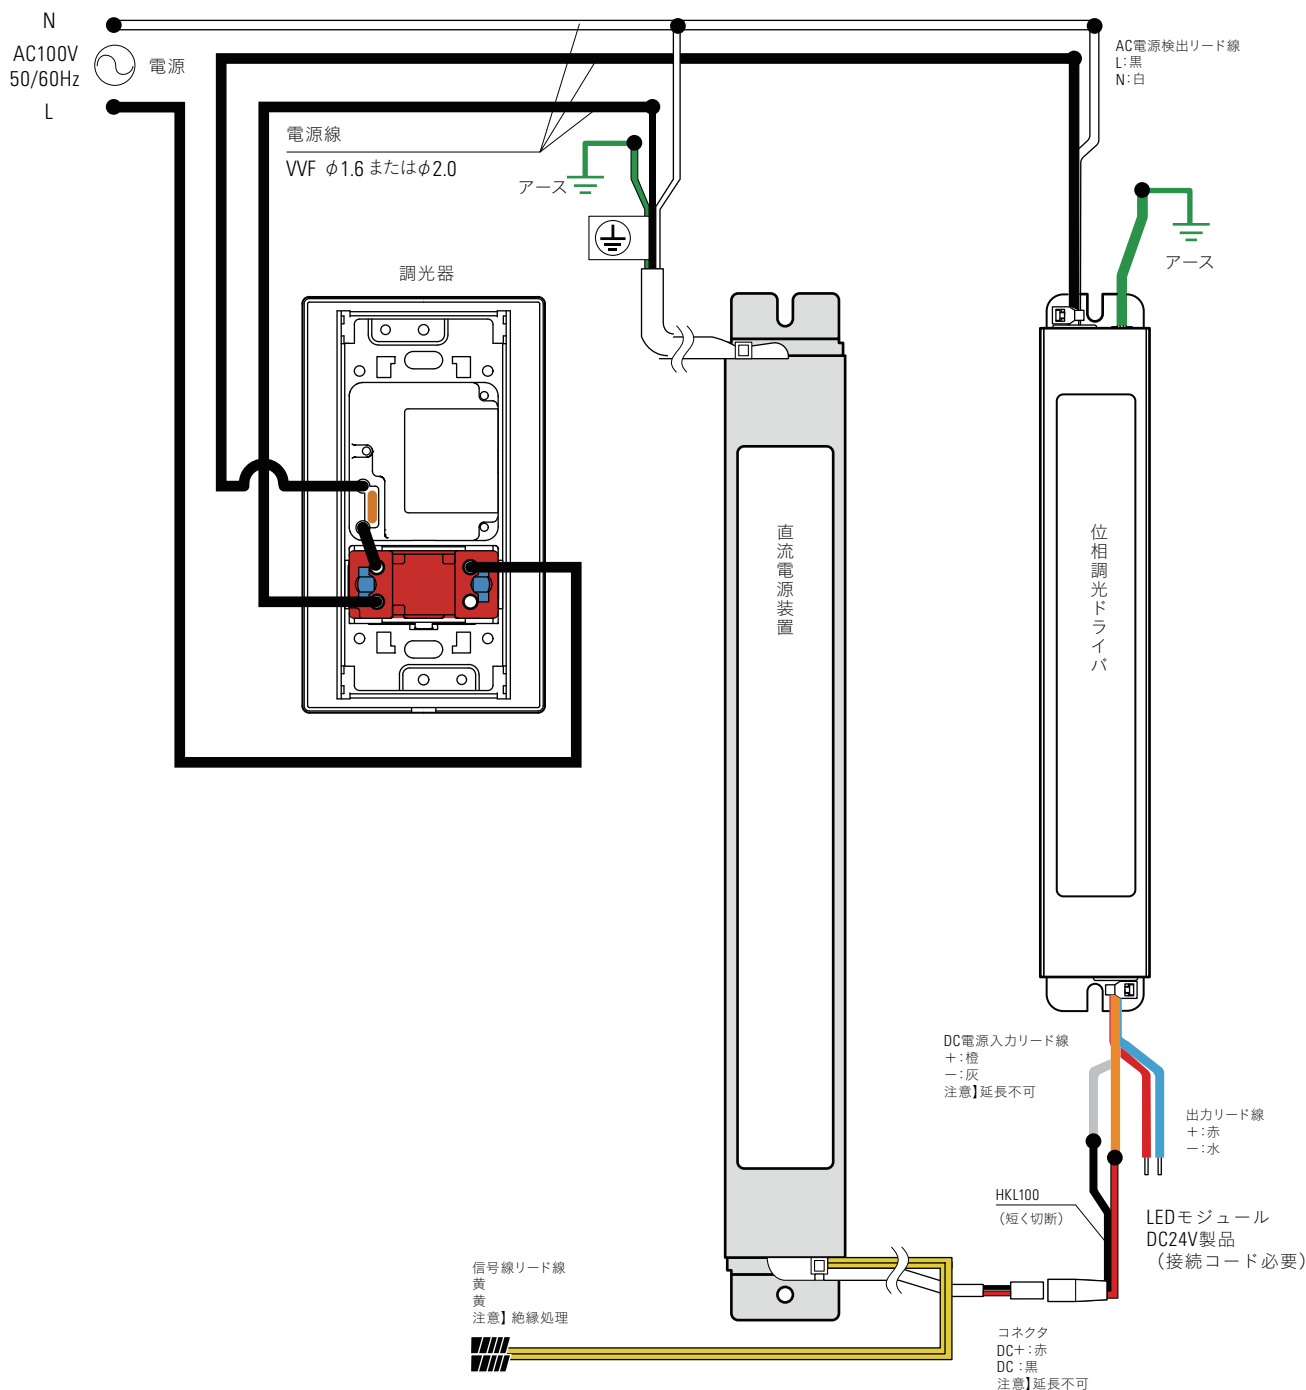 N
AC100V
50/60Hz
電源
L
AC電源検出リード線
L：黒
N：白
電源線
VVF φ1.6 またはφ2.0
アース
アース
調光器
直流電源装置
位相調光ドライバ
DC電源入力リード線
＋：橙
－：灰
注意】延長不可
出力リード線
＋：赤
－：水
HKL100
（短く切断）
LEDモジュール
DC24V製品
（接続コード必要）
信号線リード線
黄
黄
注意】絶縁処理
コネクタ
DC＋：赤
DC ：黒
注意】延長不可